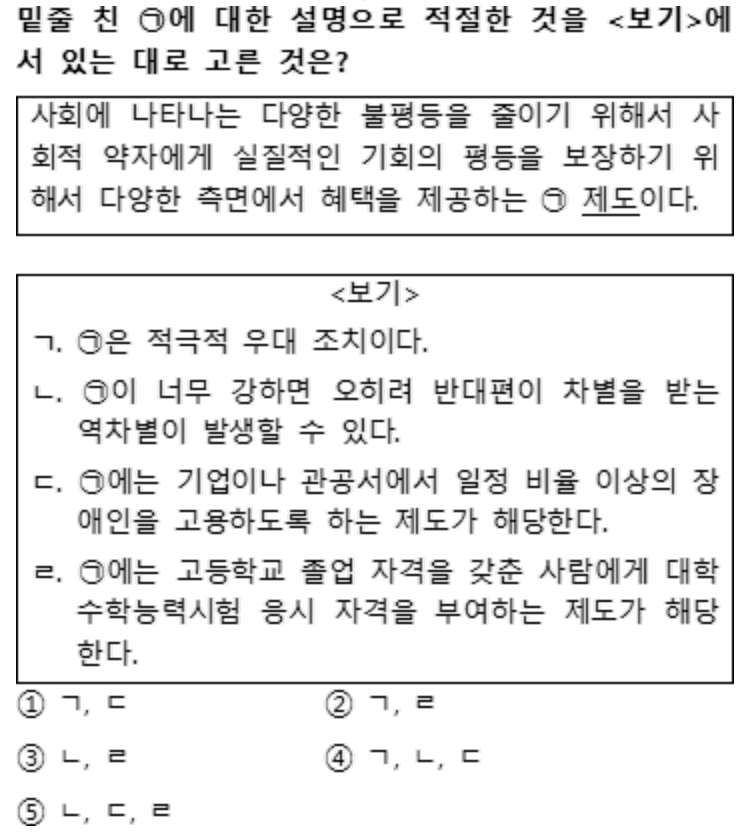 밑줄 친 ㉠에 대한 설명으로 적절한 것을 <보기>에
서 있는 대로 고른 것은?
사회에 나타나는 다양한 불평등을 줄이기 위해서 사
회적 약자에게 실질적인 기회의 평등을 보장하기 위
해서 다양한 측면에서 혜택을 제공하는 ㉠ 제도이다.
<보기>
ㄱ. ㉠은 적극적 우대 조치이다.
ㄴ. ㉠이 너무 강하면 오히려 반대편이 차별을 받는
역차별이 발생할 수 있다.
ㄷ. ㉠에는 기업이나 관공서에서 일정 비율 이상의 장
애인을 고용하도록 하는 제도가 해당한다.
ㄹ. ㉠에는 고등학교 졸업 자격을 갖춘 사람에게 대학
수학능력시험 응시 자격을 부여하는 제도가 해당
한다.
① ㄱ, ㄷ ② ㄱ, ㄹ
③ ㄴ, ㄹ ④ ㄱ, ㄴ, ㄷ
⑤ ㄴ, ㄷ, ㄹ